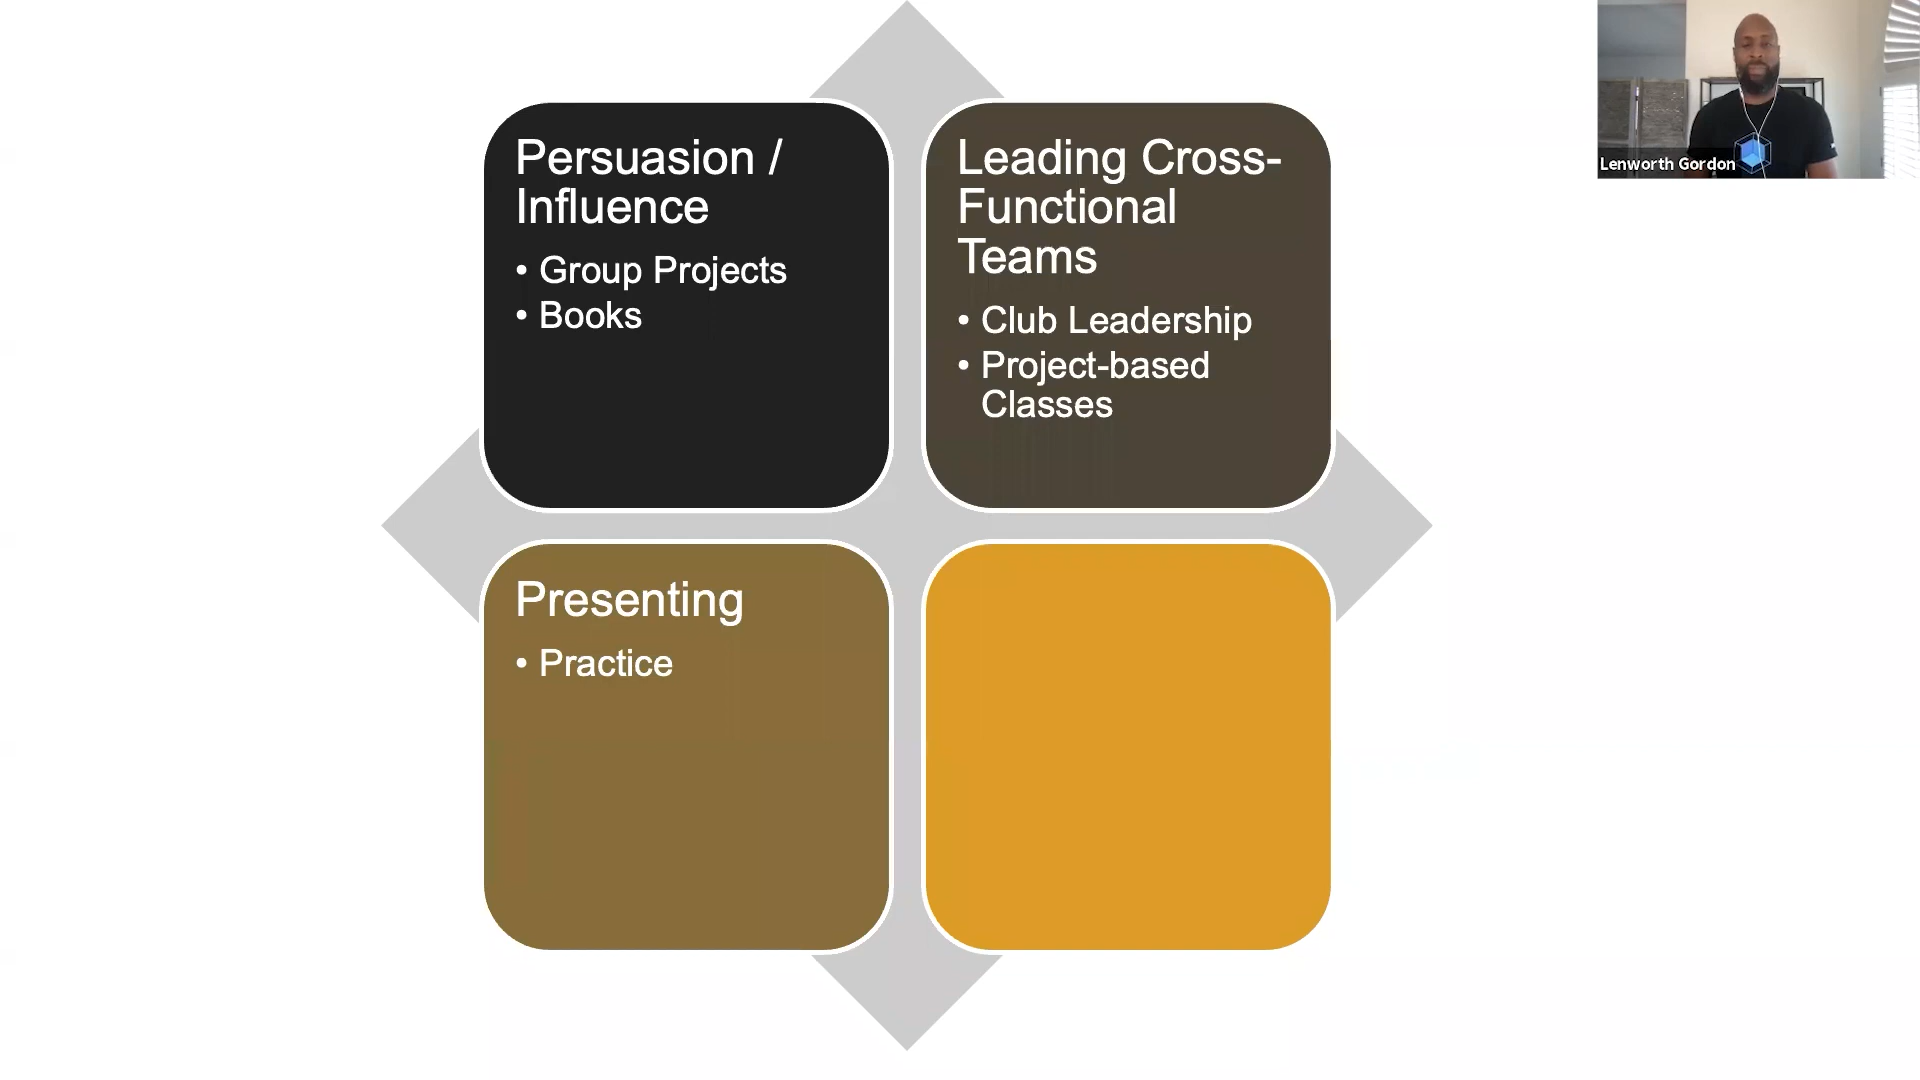 Persuasion /
Influence
• Group Projects
• Books
Leading Cross-
Functional
Teams
• Club Leadership
• Project-based
Classes
Presenting
• Practice
Lenworth Gordon